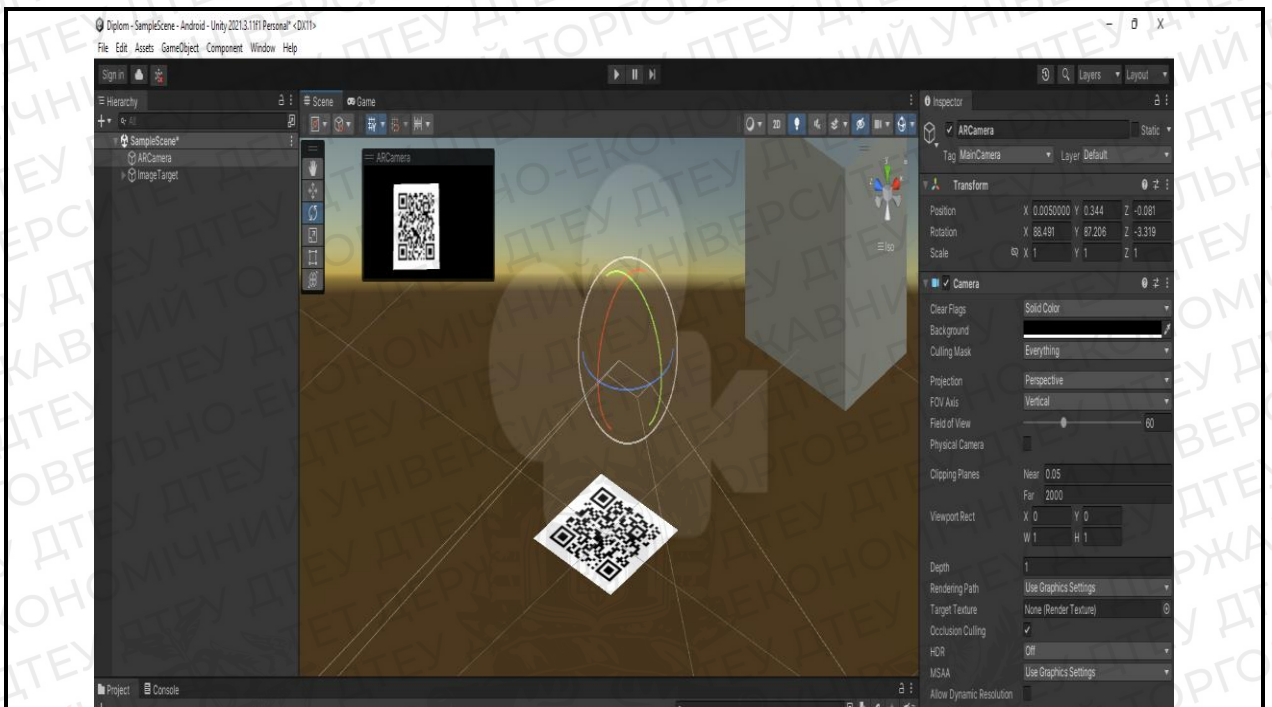 Diplom - SampleScene - Android - Unity 2021.3.11f1 Personal* <DX11>
File Edit Assets GameObject Component Window Help
Sign in
Layers
Layout
Hierarchy
All
SampleScene*
ARCamera
ImageTarget
Scene
Game
2D
ARCamera
Iso
Inspector
ARCamera
Static
Tag MainCamera Layer Default
Transform
Position X 0.0050000 Y 0.344 Z -0.081
Rotation X 88.491 Y 87.206 Z -3.319
Scale X 1 Y 1 Z 1
Camera
Clear Flags Solid Color
Background
Culling Mask Everything
Projection Perspective
FOV Axis Vertical
Field of View 60
Physical Camera
Clipping Planes Near 0.05
Far 2000
Viewport Rect X 0 Y 0
W 1 H 1
Depth 1
Rendering Path Use Graphics Settings
Target Texture None (Render Texture)
Occlusion Culling
HDR Off
MSAA Use Graphics Settings
Allow Dynamic Resolution
Project
Console